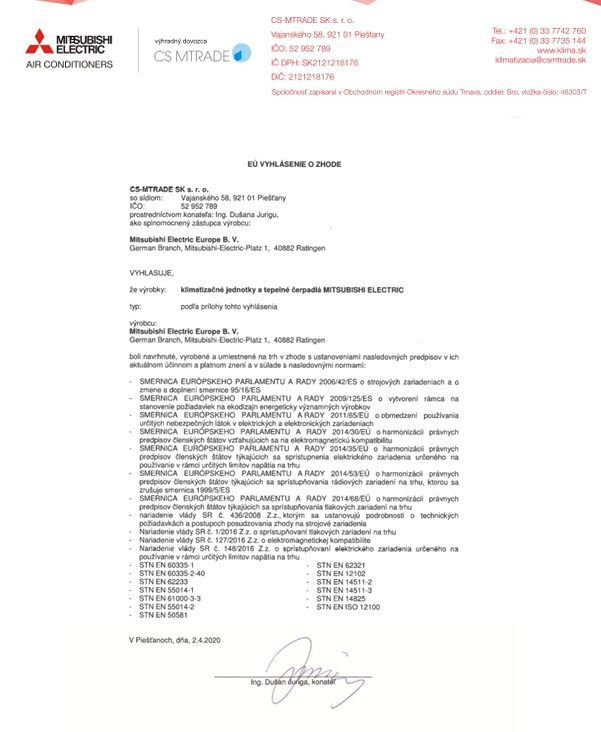 MITSUBISHI
ELECTRIC
AIR CONDITIONERS
výhradný dovozca
CS MTRADE
CS-MTRADE SK s. r. o.
Vajanského 58, 921 01 Piešťany
IČO: 52 952 789
IČ DPH: SK2121218176
DIČ: 2121218176
Tel.: +421 (0) 33 7742 760
Fax: +421 (0) 33 7735 144
www.klima.sk
klimatizacia@csmtrade.sk
Spoločnosť zapísaná v Obchodnom registri Okresného súdu Trnava, oddiel: Sro, vložka číslo: 46303/T
EÚ VYHLÁSENIE O ZHODE
CS-MTRADE SK s. r. o.
so sídlom: Vajanského 58, 921 01 Piešťany
IČO: 52 952 789
prostredníctvom konateľa: Ing. Dušana Jurigu,
ako splnomocnený zástupca výrobcu:
Mitsubishi Electric Europe B. V.
German Branch, Mitsubishi-Electric-Platz 1, 40882 Ratingen
VYHLASUJE,
že výrobky: klimatizačné jednotky a tepelné čerpadlá MITSUBISHI ELECTRIC
typ: podľa prílohy tohto vyhlásenia
výrobcu:
Mitsubishi Electric Europe B. V.
German Branch, Mitsubishi-Electric-Platz 1, 40882 Ratingen
boli navrhnuté, vyrobené a umiestnené na trh v zhode s ustanoveniami nasledovných predpisov v ich
aktuálnom účinnom a platnom znení a v súlade s nasledovnými normami:
- SMERNICA EURÓPSKEHO PARLAMENTU A RADY 2006/42/ES o strojových zariadeniach a o
zmene a doplnení smernice 95/16/ES
- SMERNICA EURÓPSKEHO PARLAMENTU A RADY 2009/125/ES o vytvorení rámca na
stanovenie požiadaviek na ekodizajn energeticky významných výrobkov
- SMERNICA EURÓPSKEHO PARLAMENTU A RADY 2011/65/EÚ o obmedzení používania
určitých nebezpečných látok v elektrických a elektronických zariadeniach
- SMERNICA EURÓPSKEHO PARLAMENTU A RADY 2014/30/EÚ o harmonizácii právnych
predpisov členských štátov vzťahujúcich sa na elektromagnetickú kompatibilitu
- SMERNICA EURÓPSKEHO PARLAMENTU A RADY 2014/35/EÚ o harmonizácii právnych
predpisov členských štátov týkajúcich sa sprístupnenia elektrického zariadenia určeného na
používanie v rámci určitých limitov napätia na trhu
- SMERNICA EURÓPSKEHO PARLAMENTU A RADY 2014/53/EÚ o harmonizácii právnych
predpisov členských štátov týkajúcich sa sprístupňovania rádiových zariadení na trhu, ktorou sa
zrušuje smernica 1999/5/ES
- SMERNICA EURÓPSKEHO PARLAMENTU A RADY 2014/68/EÚ o harmonizácii právnych
predpisov členských štátov týkajúcich sa sprístupňovania tlakových zariadení na trhu
- nariadenie vlády SR č. 436/2008 Z.z., ktorým sa ustanovujú podrobnosti o technických
požiadavkách a postupoch posudzovania zhody na strojové zariadenia
- Nariadenie vlády SR č. 1/2016 Z.z. o sprístupňovaní tlakových zariadení na trhu
- Nariadenie vlády SR č. 127/2016 Z.z. o elektromagnetickej kompatibilite
- Nariadenie vlády SR č. 148/2016 Z.z. o sprístupňovaní elektrického zariadenia určeného na
používanie v rámci určitých limitov napätia na trhu
- STN EN 60335-1
- STN EN 60335-2-40
- STN EN 62233
- STN EN 61000-3-3
- STN EN 55014-1
- STN EN 55014-2
- STN EN 50581
- STN EN 62321
- STN EN 12102
- STN EN 14511-2
- STN EN 14511-3
- STN EN 14825
- STN EN ISO 12100
V Piešťanoch, dňa, 2.4.2020
Ing. Dušan Juriga, konateľ